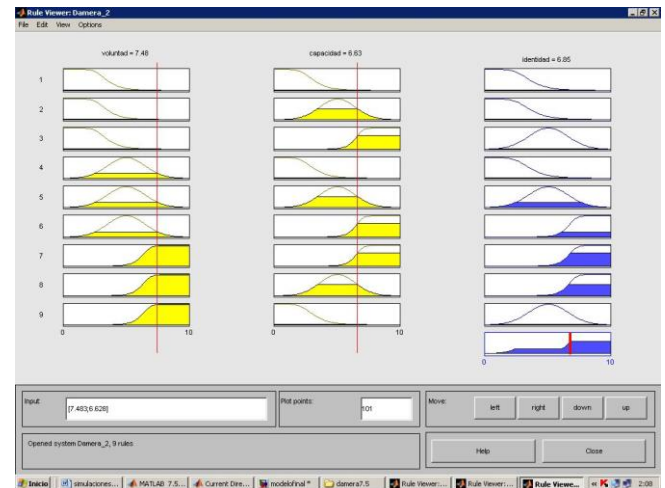 Rule Viewer: Damera_2
File Edit View Options
voluntad = 7.48
capacidad = 6.63
identidad = 6.85
1
2
3
4
5
6
7
8
9
0 10
0 10
0 10
Input:
[7.483;6.628]
Plot points:
101
Move:
left
right
down
up
Opened system Damera_2, 9 rules
Help
Close
Inicio
simulaciones...
MATLAB 7.5...
Current Dire...
modelofinal *
damera7.5
Rule Viewer:...
Rule Viewer:...
Rule Viewe...
2:08